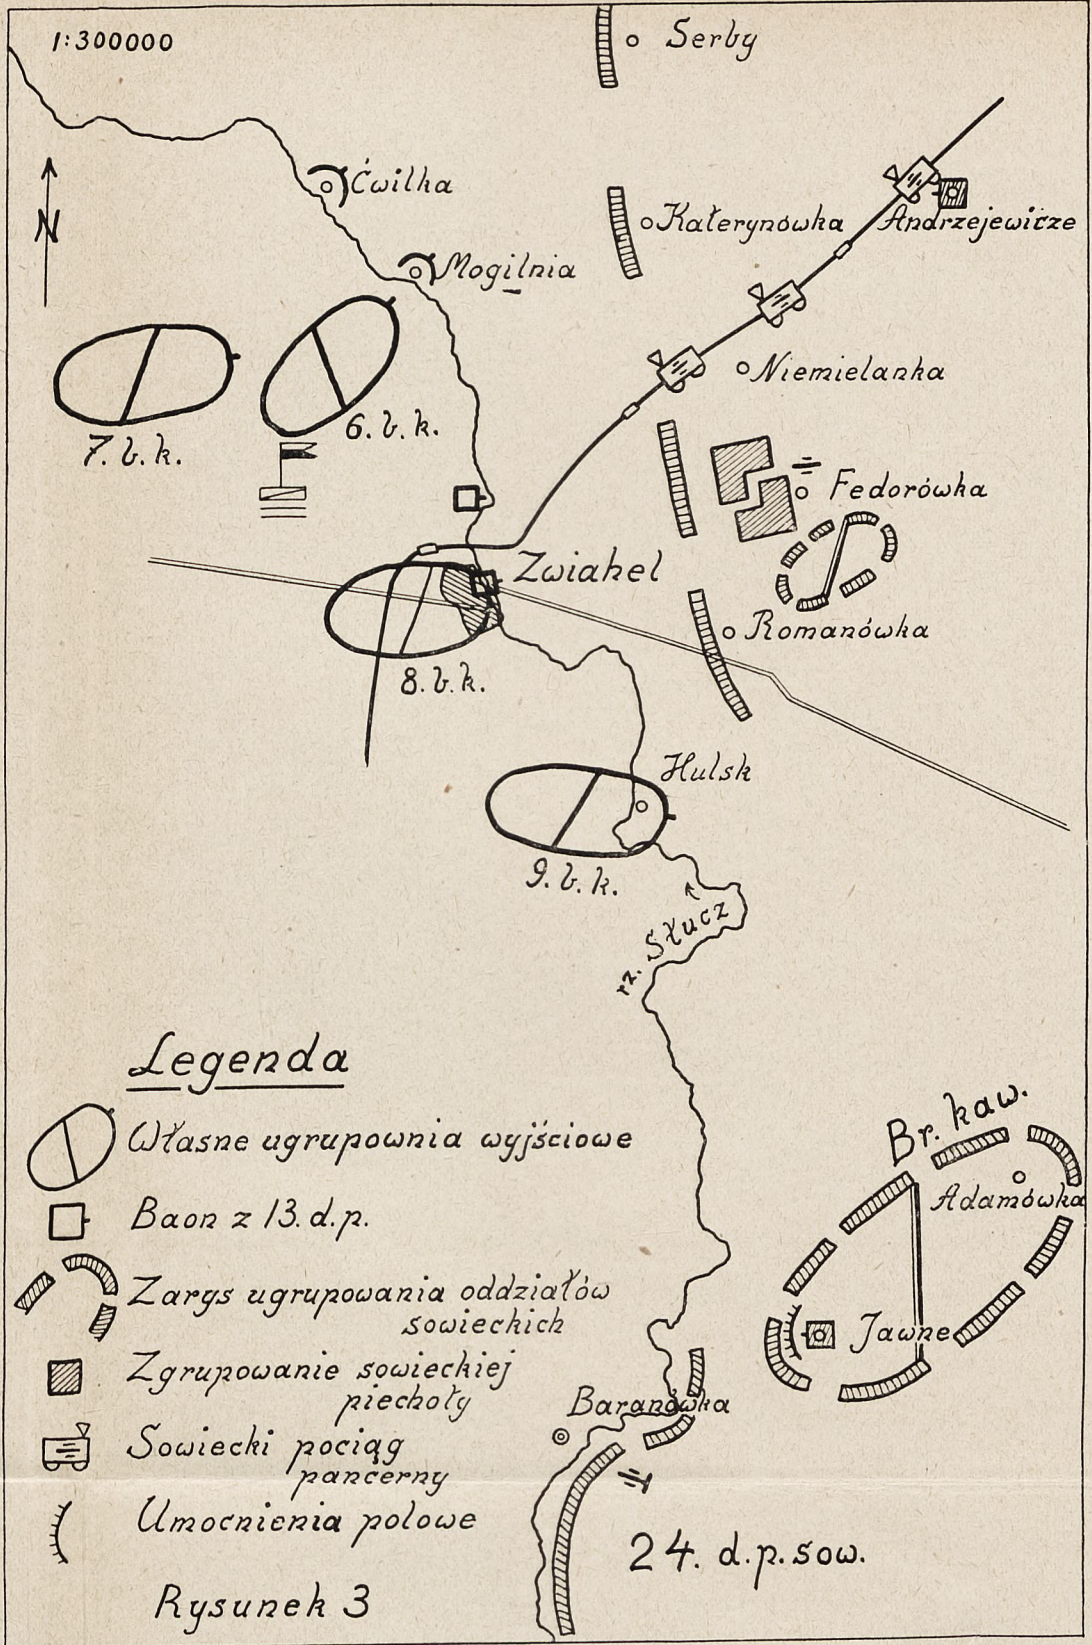 1:300000
Serby
Ćwilka
N
Katerynówka
Andrzejewicze
Mogilnia
Niemielanka
7. b. k.
6. b. k.
Fedorówka
Zwiahel
Romanówka
8. b. k.
Hulsk
9. b. k.
rz. Słucz
Legenda
Br. kaw.
Własne ugrupownia wyjściowe
Adamówka
Baon z 13. d.p.
Zarys ugrupowania oddziałów
sowieckich
Jawne
Zgrupowanie sowieckiej
piechoty
Baranówka
Sowiecki pociąg
pancerny
Umocnienia polowe
24. d.p. sow.
Rysunek 3